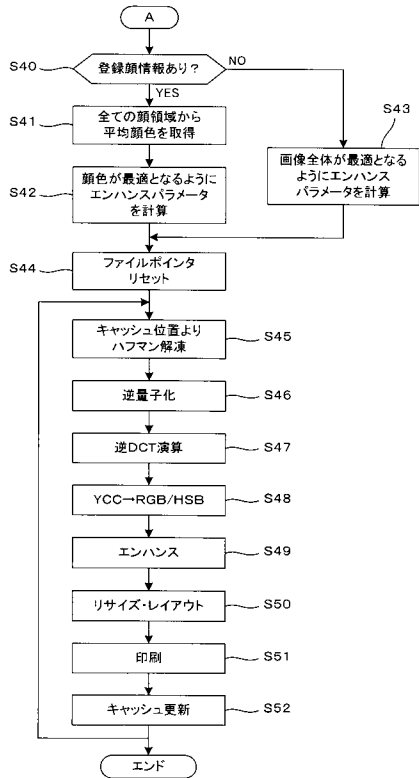 A
S40
登録顔情報あり?
NO
YES
S41
全ての顔領域から
平均顔色を取得
S43
画像全体が最適となる
ようにエンハンス
パラメータを計算
S42
顔色が最適となるように
エンハンスパラメータ
を計算
S44
ファイルポインタ
リセット
キャッシュ位置より
ハフマン解凍
S45
逆量子化
S46
逆DCT演算
S47
YCC→RGB/HSB
S48
エンハンス
S49
リサイズ・レイアウト
S50
印刷
S51
キャッシュ更新
S52
エンド